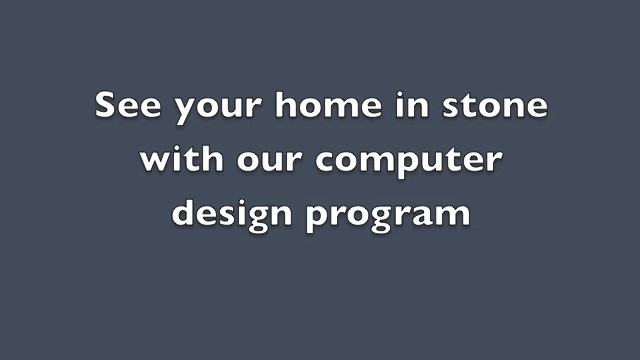 See your home in stone
with our computer
design program